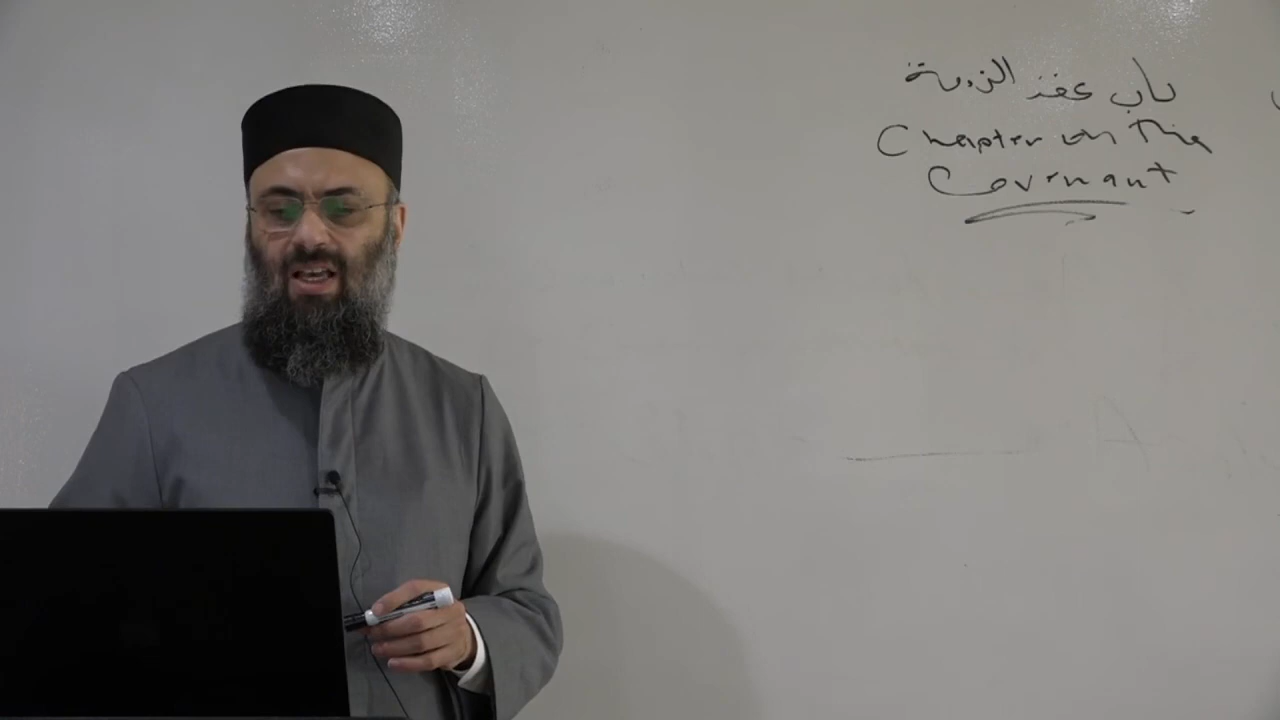 باب عقد الذمة
Chapter on The
Covenant